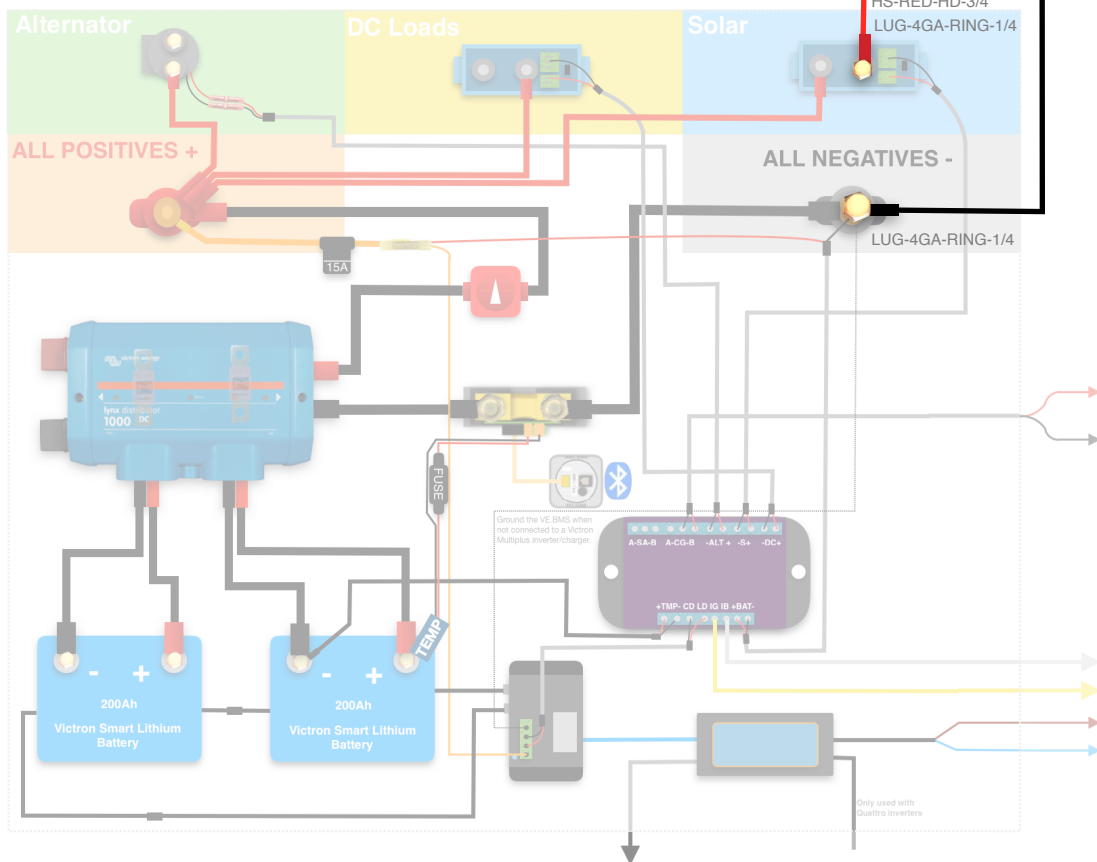 HS-RED-HD-3/4
Alternator
DC Loads
Solar
LUG-4GA-RING-1/4
ALL POSITIVES +
ALL NEGATIVES -
LUG-4GA-RING-1/4
15A
victron energy
lynx distributor
1000 DC
FUSE
Ground the VE.BMS when
not connected to a Victron
Multiplus inverter/charger.
A-SA-B A-CG-B -ALT + -S+ -DC+
+TMP- CD LD IG IB +BAT-
TEMP
- +
200Ah
Victron Smart Lithium
Battery
- +
200Ah
Victron Smart Lithium
Battery
Only used with
Quattro inverters